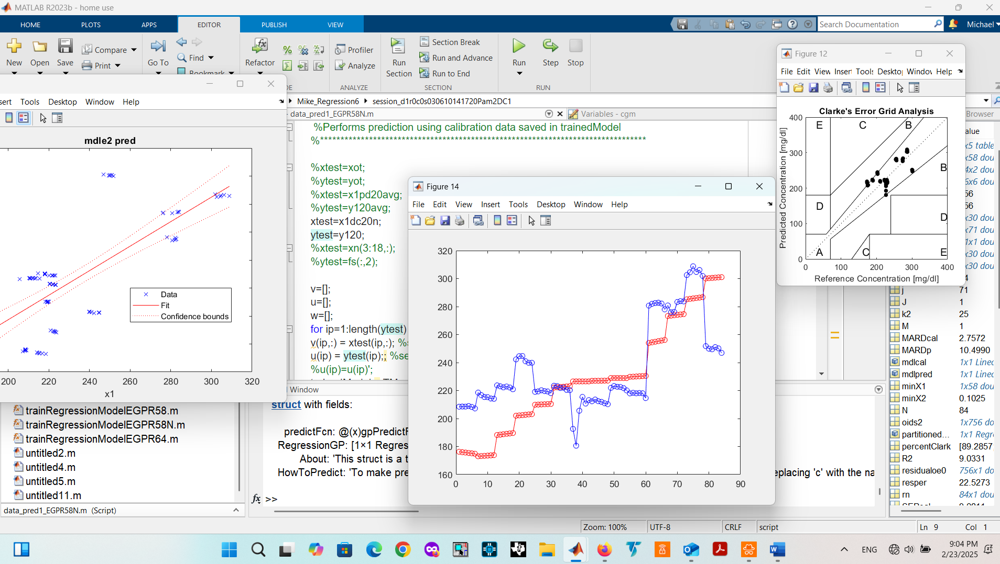 MATLAB R2023b - home use
HOME PLOTS APPS EDITOR PUBLISH VIEW
Search Documentation
Michael
New Open Save
Compare
Print
Go To
Find
Bookmark
Refactor
Profiler
Analyze
ANALYZE
Run Section
Section Break
Run and Advance
Run to End
SECTION
Run Step Stop
RUN
DE
Mike_Regression6 session_d1r0c0s030610141720Pam2DC1
data_pred1_EGPR58N.m
Variables - cgm
Browser
sert Tools Desktop Window Help
mdle2 pred
Data
Fit
Confidence bounds
200 220 240 260 280 300 320
x1
%Performs prediction using calibration data saved in trainedModel
%xtest=xot;
%ytest=yot;
%xtest=x1pd20avg;
%ytest=y120avg;
xtest=x1dc20n;
ytest=y120;
%xtest=xn(3:18,:);
%ytest=fs(:,2);
v=[];
u=[];
w=[];
for ip=1:length(ytest)
v(ip,:) = xtest(ip,:); %s
u(ip) = ytest(ip);; %se
%u(ip)=u(ip)';
Window
struct with fields:
predictFcn: @(x)gpPredictF
RegressionGP: [1×1 Regres
About: 'This struct is a t
HowToPredict: 'To make pre
eplacing 'c' with the na
fx >>
Figure 14
File Edit View Insert Tools Desktop Window Help
320
300
280
260
240
220
200
180
160
0 10 20 30 40 50 60 70 80 90
Figure 12
File Edit View Insert Tools Desktop Window Help
Clarke's Error Grid Analysis
Predicted Concentration [mg/dl]
400
300
200
100
0
E C B
B
D
D
A C E
0 100 200 300 400
Reference Concentration [mg/dl]
alue
x5 table
x58 dou
4x2 dou
6x6 dou
56
56
x30 dou
x71 dou
x1 dou
x30 dou
x30 dou
4
j 71
J 1
k2 25
M 1
MARDcal 2.7572
MARDp 10.4990
mdlcal 1x1 Linea
mdlpred 1x1 Linea
minX1 1x58 dou
minX2 0.1025
N 84
oids2 1x756 do
partitioned... 1x1 Regr
percentClark [89.2857
R2 9.0331
residualoe0 756x1 do
resper 22.5273
rn 84x1 dou
trainRegressionModelEGPR58.m
trainRegressionModelEGPR58N.m
trainRegressionModelEGPR64.m
untitled2.m
untitled4.m
untitled5.m
untitled11.m
data_pred1_EGPR58N.m (Script)
Zoom: 100% UTF-8 CRLF script Ln 9 Col 1
ENG
9:04 PM
2/23/2025